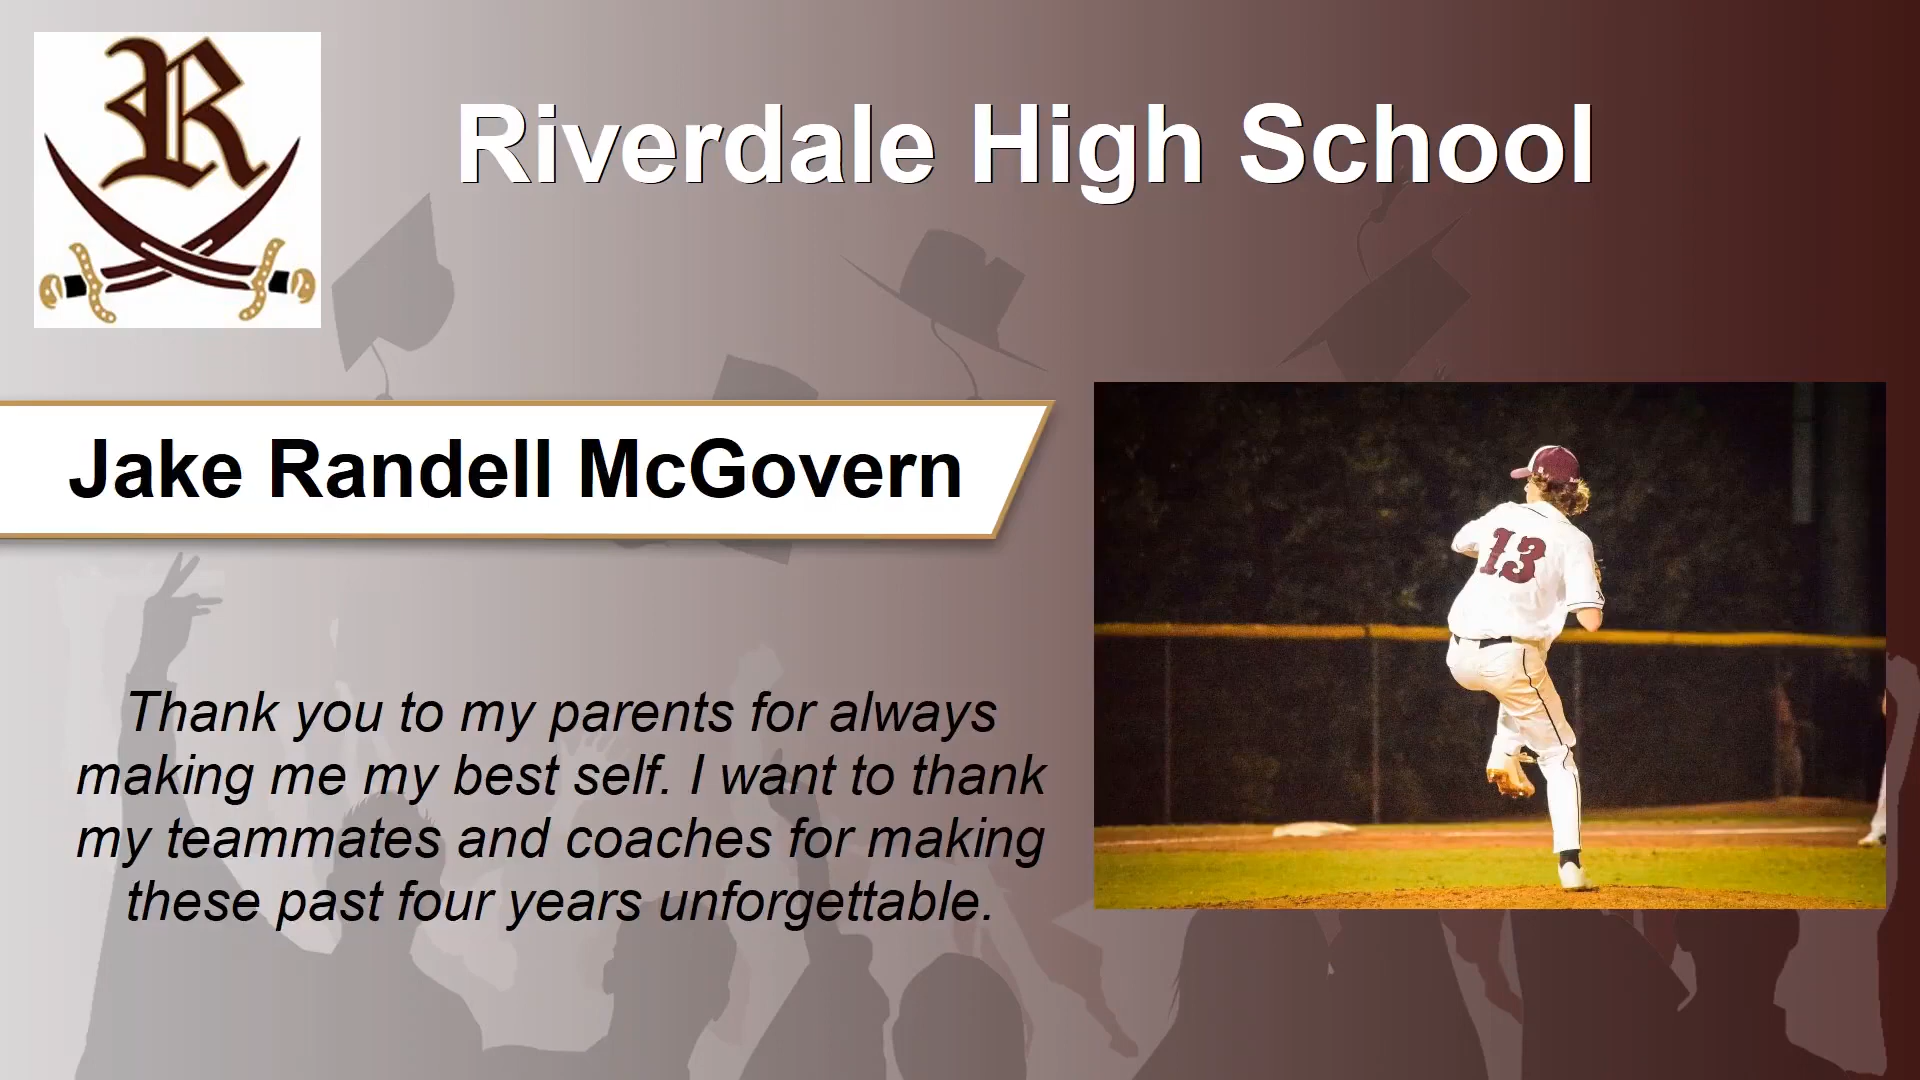 R
Riverdale High School
Jake Randell McGovern
13
Thank you to my parents for always
making me my best self. I want to thank
my teammates and coaches for making
these past four years unforgettable.